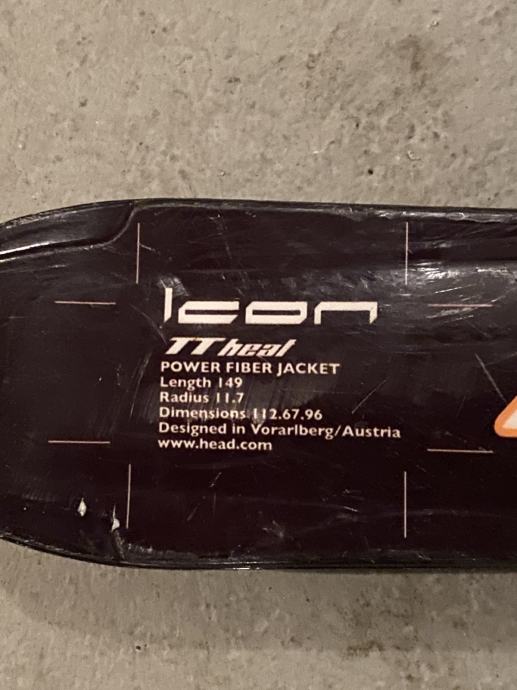 Icon
TT heat
POWER FIBER JACKET
Length 149
Radius 11.7
Dimensions 112.67.96
Designed in Vorarlberg/Austria
www.head.com